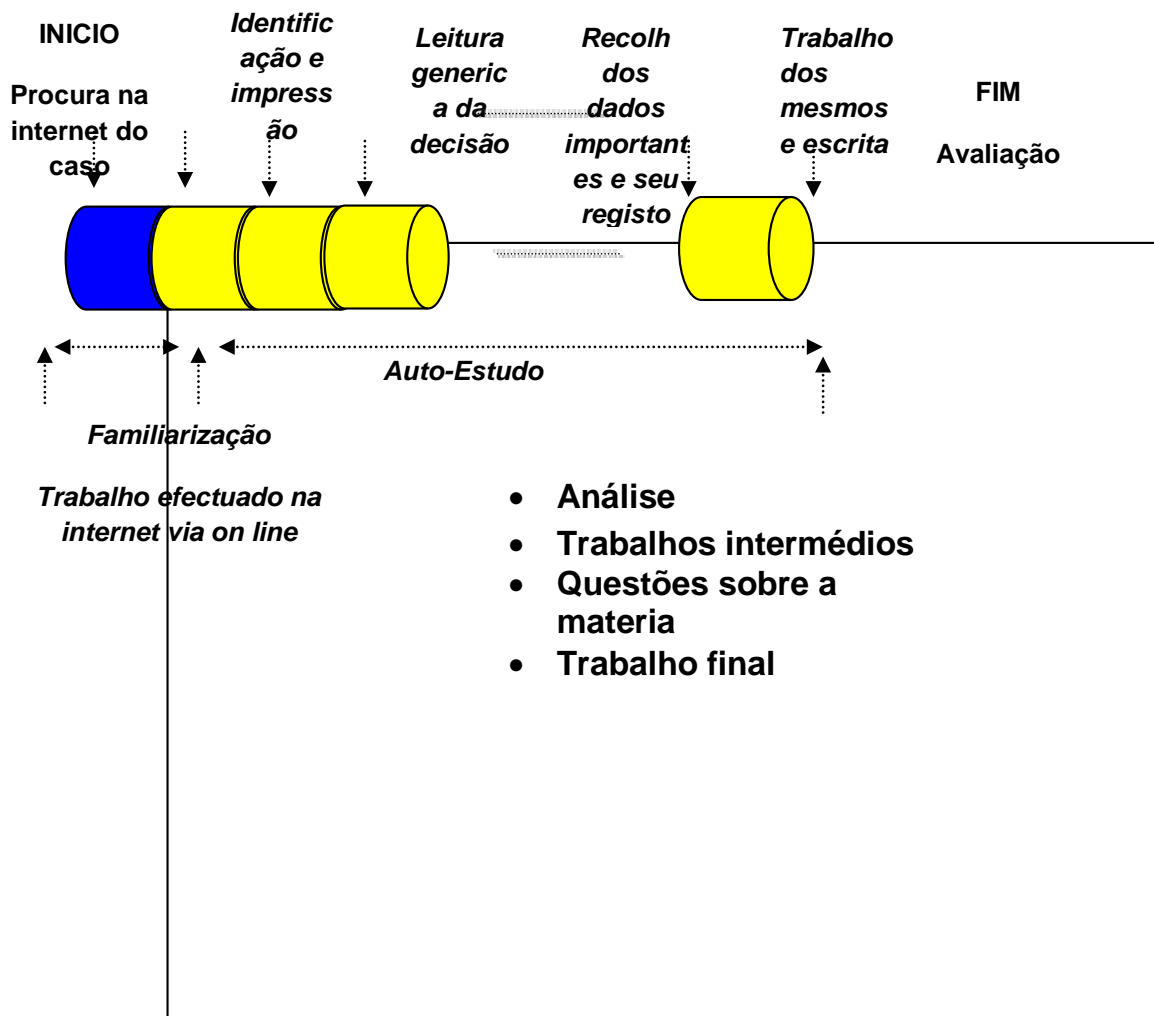 INICIO
Procura na
internet do
caso
Identific
ação e
impress
ão
Leitura
generic
a da
decisão
Recolh
dos
dados
important
es e seu
registo
Trabalho
dos
mesmos
e escrita
FIM
Avaliação
Auto-Estudo
Familiarização
Trabalho efectuado na
internet via on line
• Análise
• Trabalhos intermédios
• Questões sobre a
materia
• Trabalho final